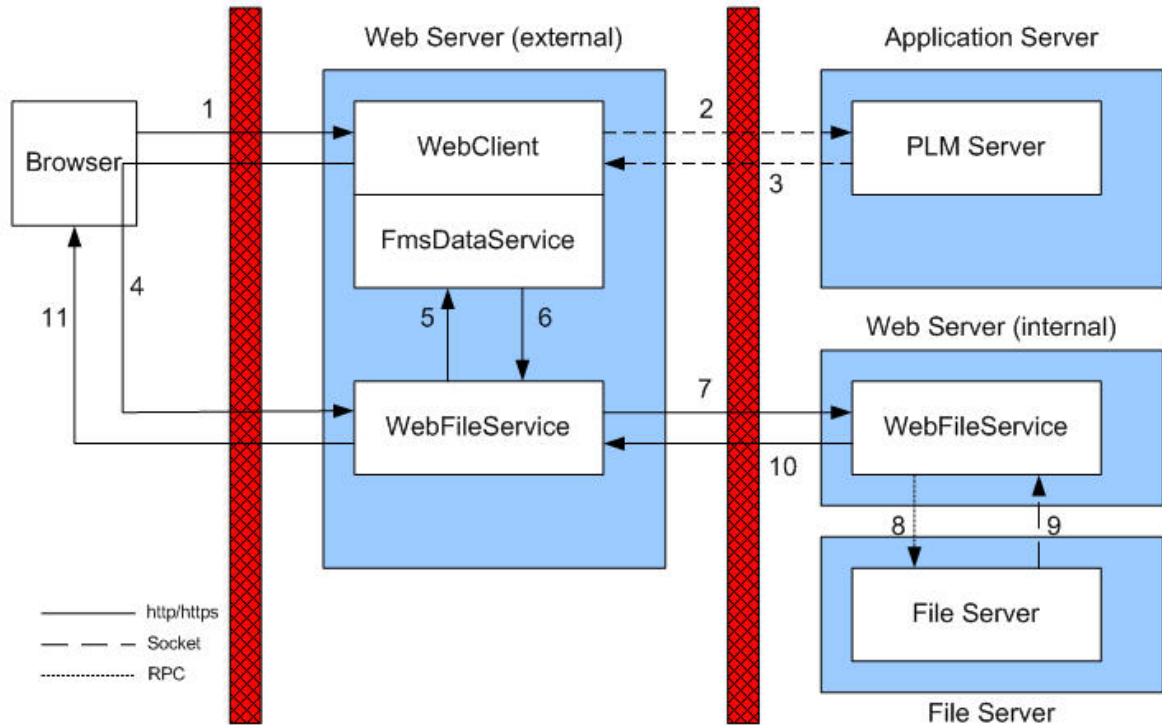 Web Server (external)
Application Server
1
2
Browser
WebClient
PLM Server
3
FmsDataService
4
11
5
6
Web Server (internal)
7
WebFileService
WebFileService
10
8
9
http/https
File Server
Socket
RPC
File Server